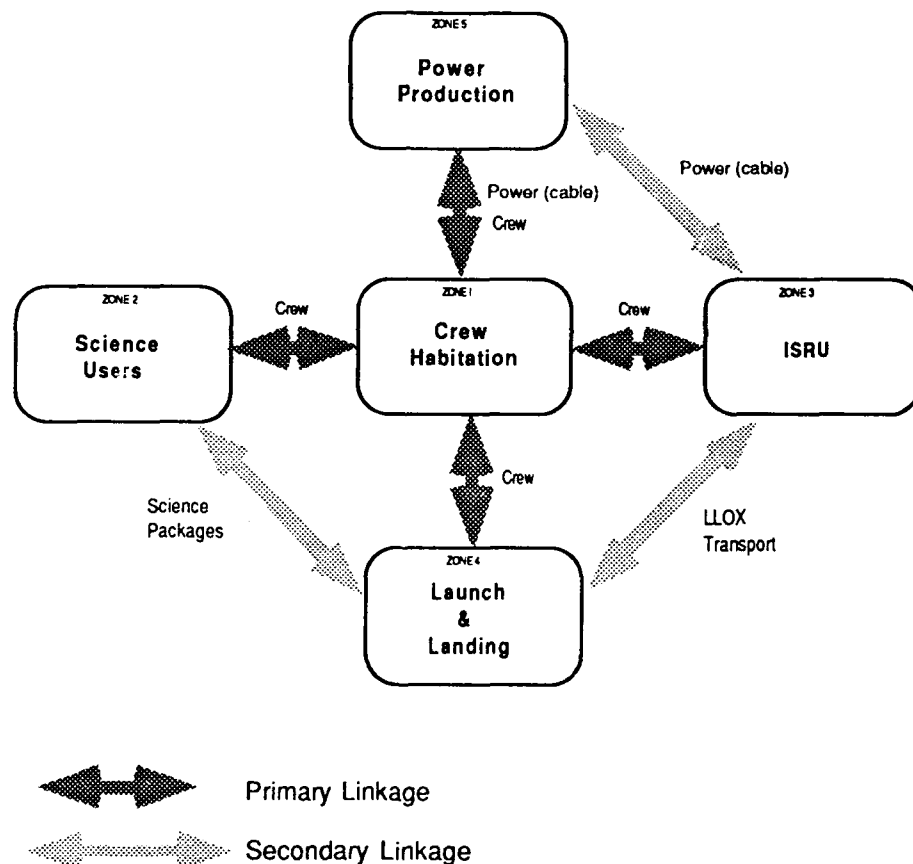 ZONE 5
Power
Production
Power (cable)
Power (cable)
Crew
ZONE 2
Science
Users
Crew
ZONE 1
Crew
Habitation
Crew
ZONE 3
ISRU
Crew
Science
Packages
LLOX
Transport
ZONE 4
Launch
&
Landing
Primary Linkage
Secondary Linkage